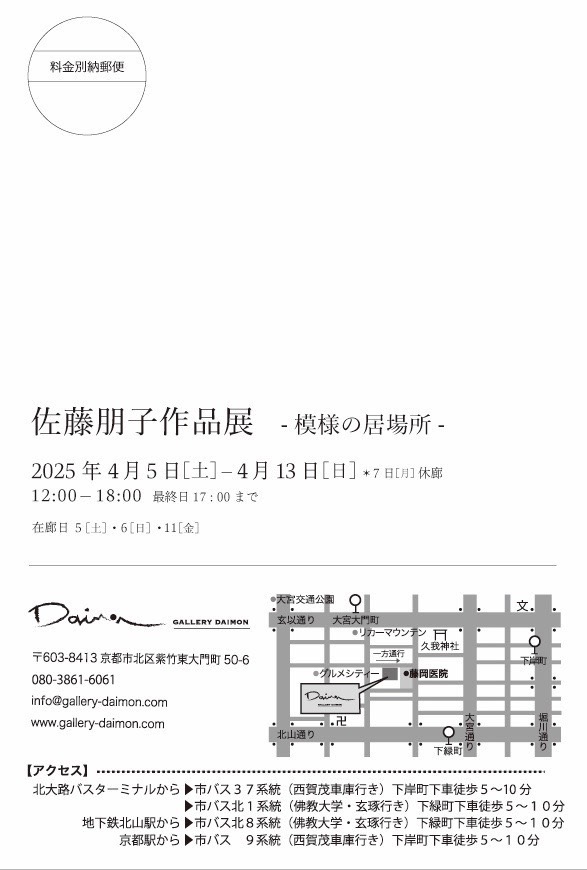 料金別納郵便
佐藤朋子作品展 - 模様の居場所 -
2025 年 4 月 5 日［土］– 4 月 13 日［日］＊7 日［月］休廊
12:00 – 18:00 最終日 17 : 00 まで
在廊日 5［土］・6［日］・11［金］
Daimon GALLERY DAIMON
〒603-8413 京都市北区紫竹東大門町 50-6
080-3861-6061
info@gallery-daimon.com
www.gallery-daimon.com
大宮交通公園
文
玄以通り 大宮大門町
リカーマウンテン
久我神社
一方通行
下岸町
グルメシティー
藤岡医院
Daimon
GALLERY DAIMON
卍
北山通り
下緑町
大宮通り
堀川通り
【アクセス】
北大路バスターミナルから ▶市バス３７系統（西賀茂車庫行き）下岸町下車徒歩５〜10 分
▶市バス北１系統（佛教大学・玄琢行き）下緑町下車徒歩５〜１０分
地下鉄北山駅から ▶市バス北８系統（佛教大学・玄琢行き）下緑町下車徒歩５〜１０分
京都駅から ▶市バス　９系統（西賀茂車庫行き）下岸町下車徒歩５〜１０分